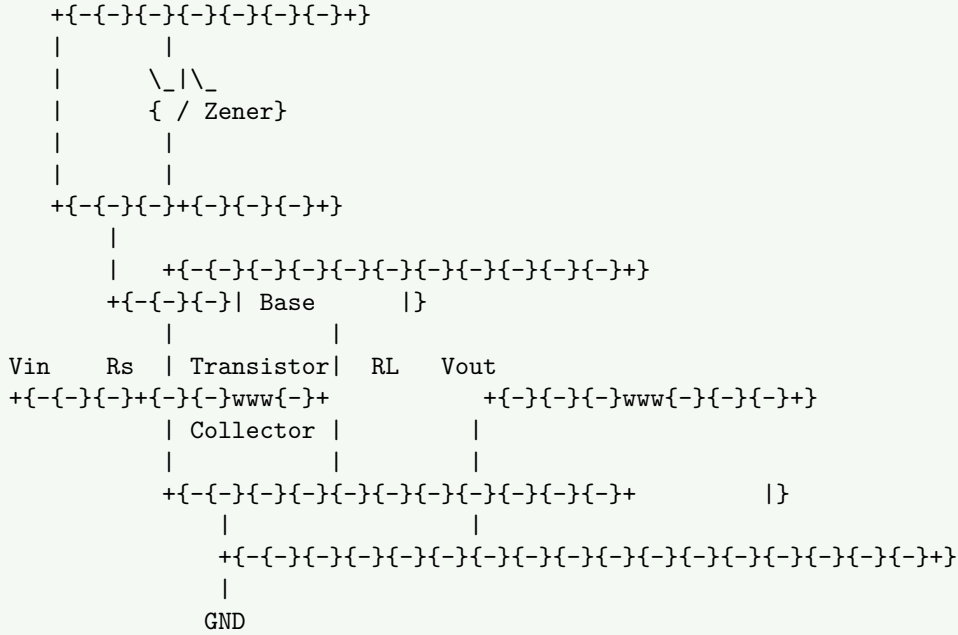 +{-{-}{-}{-}{-}{-}{-}+}
|       |
|      \_|\_
|      { / Zener}
|       |
|       |
+{-{-}{-}+{-}{-}{-}+}
|
|   +{-{-}{-}{-}{-}{-}{-}{-}{-}{-}{-}+}
+{-{-}{-}| Base      |}
|           |
Vin    Rs  | Transistor|  RL   Vout
+{-{-}{-}+{-}{-}www{-}+           +{-}{-}{-}www{-}{-}{-}+}
| Collector |         |
|           |         |
+{-{-}{-}{-}{-}{-}{-}{-}{-}{-}{-}+         |}
|                 |
+{-{-}{-}{-}{-}{-}{-}{-}{-}{-}{-}{-}{-}{-}{-}{-}{-}+}
|
GND